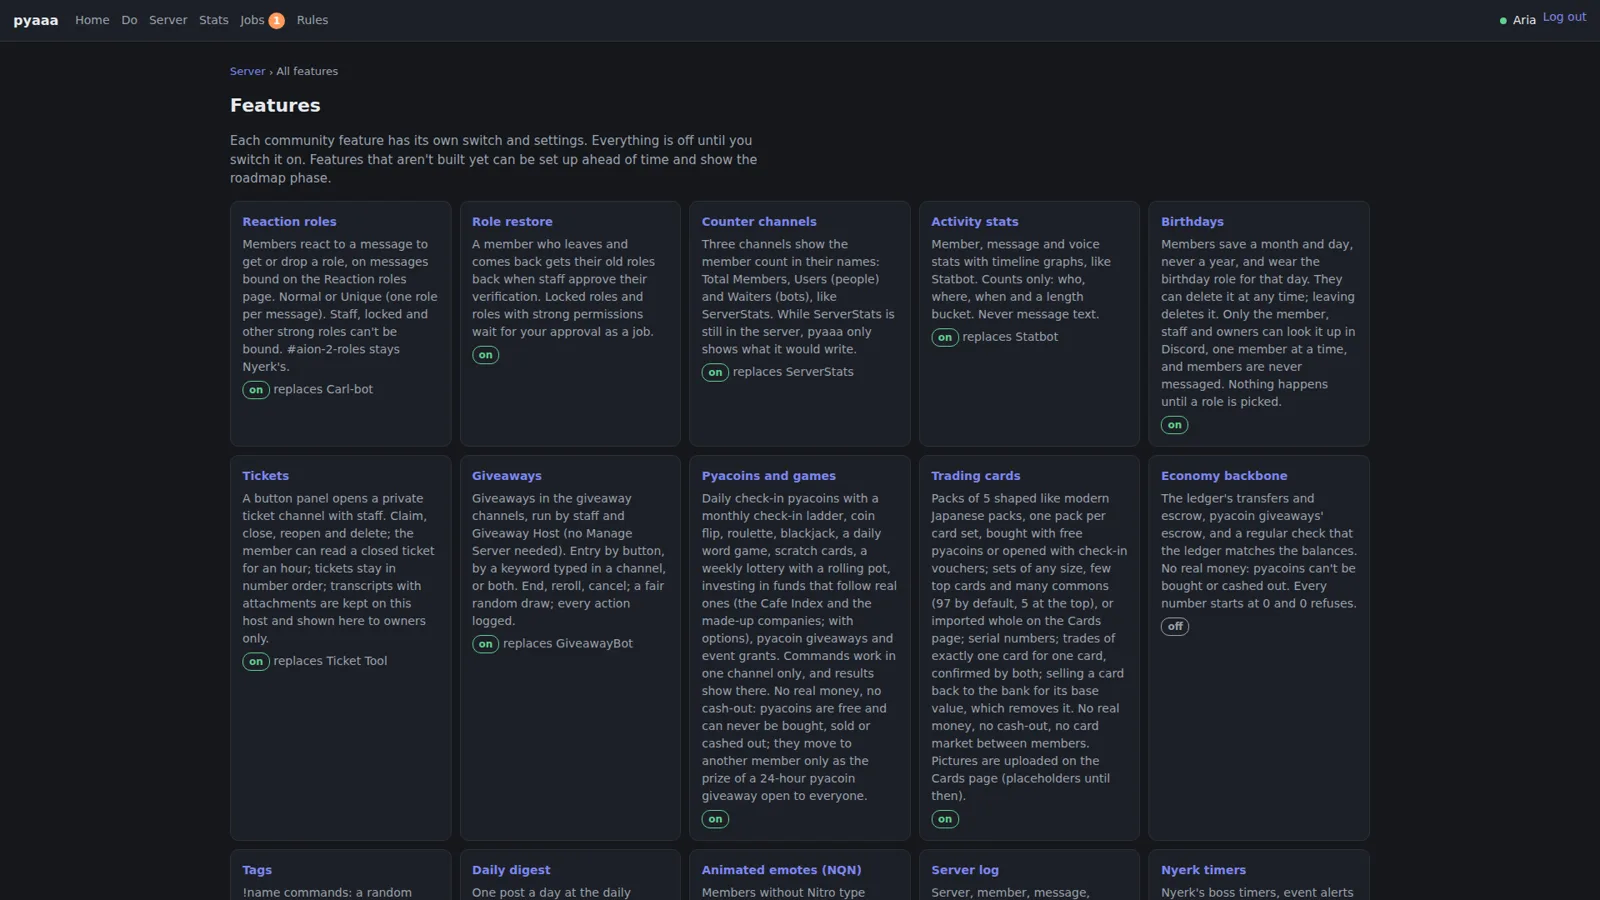 pyaaa Home Do Server Stats Jobs 1 Rules Aria Log out
Server › All features
Features
Each community feature has its own switch and settings. Everything is off until you
switch it on. Features that aren't built yet can be set up ahead of time and show the
roadmap phase.
Reaction roles
Members react to a message to
get or drop a role, on messages
bound on the Reaction roles
page. Normal or Unique (one role
per message). Staff, locked and
other strong roles can't be
bound. #aion-2-roles stays
Nyerk's.
on replaces Carl-bot
Role restore
A member who leaves and
comes back gets their old roles
back when staff approve their
verification. Locked roles and
roles with strong permissions
wait for your approval as a job.
on
Counter channels
Three channels show the
member count in their names:
Total Members, Users (people)
and Waiters (bots), like
ServerStats. While ServerStats is
still in the server, pyaaa only
shows what it would write.
on replaces ServerStats
Activity stats
Member, message and voice
stats with timeline graphs, like
Statbot. Counts only: who,
where, when and a length
bucket. Never message text.
on replaces Statbot
Birthdays
Members save a month and day,
never a year, and wear the
birthday role for that day. They
can delete it at any time; leaving
deletes it. Only the member,
staff and owners can look it up in
Discord, one member at a time,
and members are never
messaged. Nothing happens
until a role is picked.
on
Tickets
A button panel opens a private
ticket channel with staff. Claim,
close, reopen and delete; the
member can read a closed ticket
for an hour; tickets stay in
number order; transcripts with
attachments are kept on this
host and shown here to owners
only.
on replaces Ticket Tool
Giveaways
Giveaways in the giveaway
channels, run by staff and
Giveaway Host (no Manage
Server needed). Entry by button,
by a keyword typed in a channel,
or both. End, reroll, cancel; a fair
random draw; every action
logged.
on replaces GiveawayBot
Pyacoins and games
Daily check-in pyacoins with a
monthly check-in ladder, coin
flip, roulette, blackjack, a daily
word game, scratch cards, a
weekly lottery with a rolling pot,
investing in funds that follow real
ones (the Cafe Index and the
made-up companies; with
options), pyacoin giveaways and
event grants. Commands work in
one channel only, and results
show there. No real money, no
cash-out: pyacoins are free and
can never be bought, sold or
cashed out; they move to
another member only as the
prize of a 24-hour pyacoin
giveaway open to everyone.
on
Trading cards
Packs of 5 shaped like modern
Japanese packs, one pack per
card set, bought with free
pyacoins or opened with check-in
vouchers; sets of any size, few
top cards and many commons
(97 by default, 5 at the top), or
imported whole on the Cards
page; serial numbers; trades of
exactly one card for one card,
confirmed by both; selling a card
back to the bank for its base
value, which removes it. No real
money, no cash-out, no card
market between members.
Pictures are uploaded on the
Cards page (placeholders until
then).
on
Economy backbone
The ledger's transfers and
escrow, pyacoin giveaways'
escrow, and a regular check that
the ledger matches the balances.
No real money: pyacoins can't be
bought or cashed out. Every
number starts at 0 and 0 refuses.
off
Tags
!name commands: a random
Daily digest
One post a day at the daily
Animated emotes (NQN)
Members without Nitro type
Server log
Server, member, message,
Nyerk timers
Nyerk's boss timers, event alerts